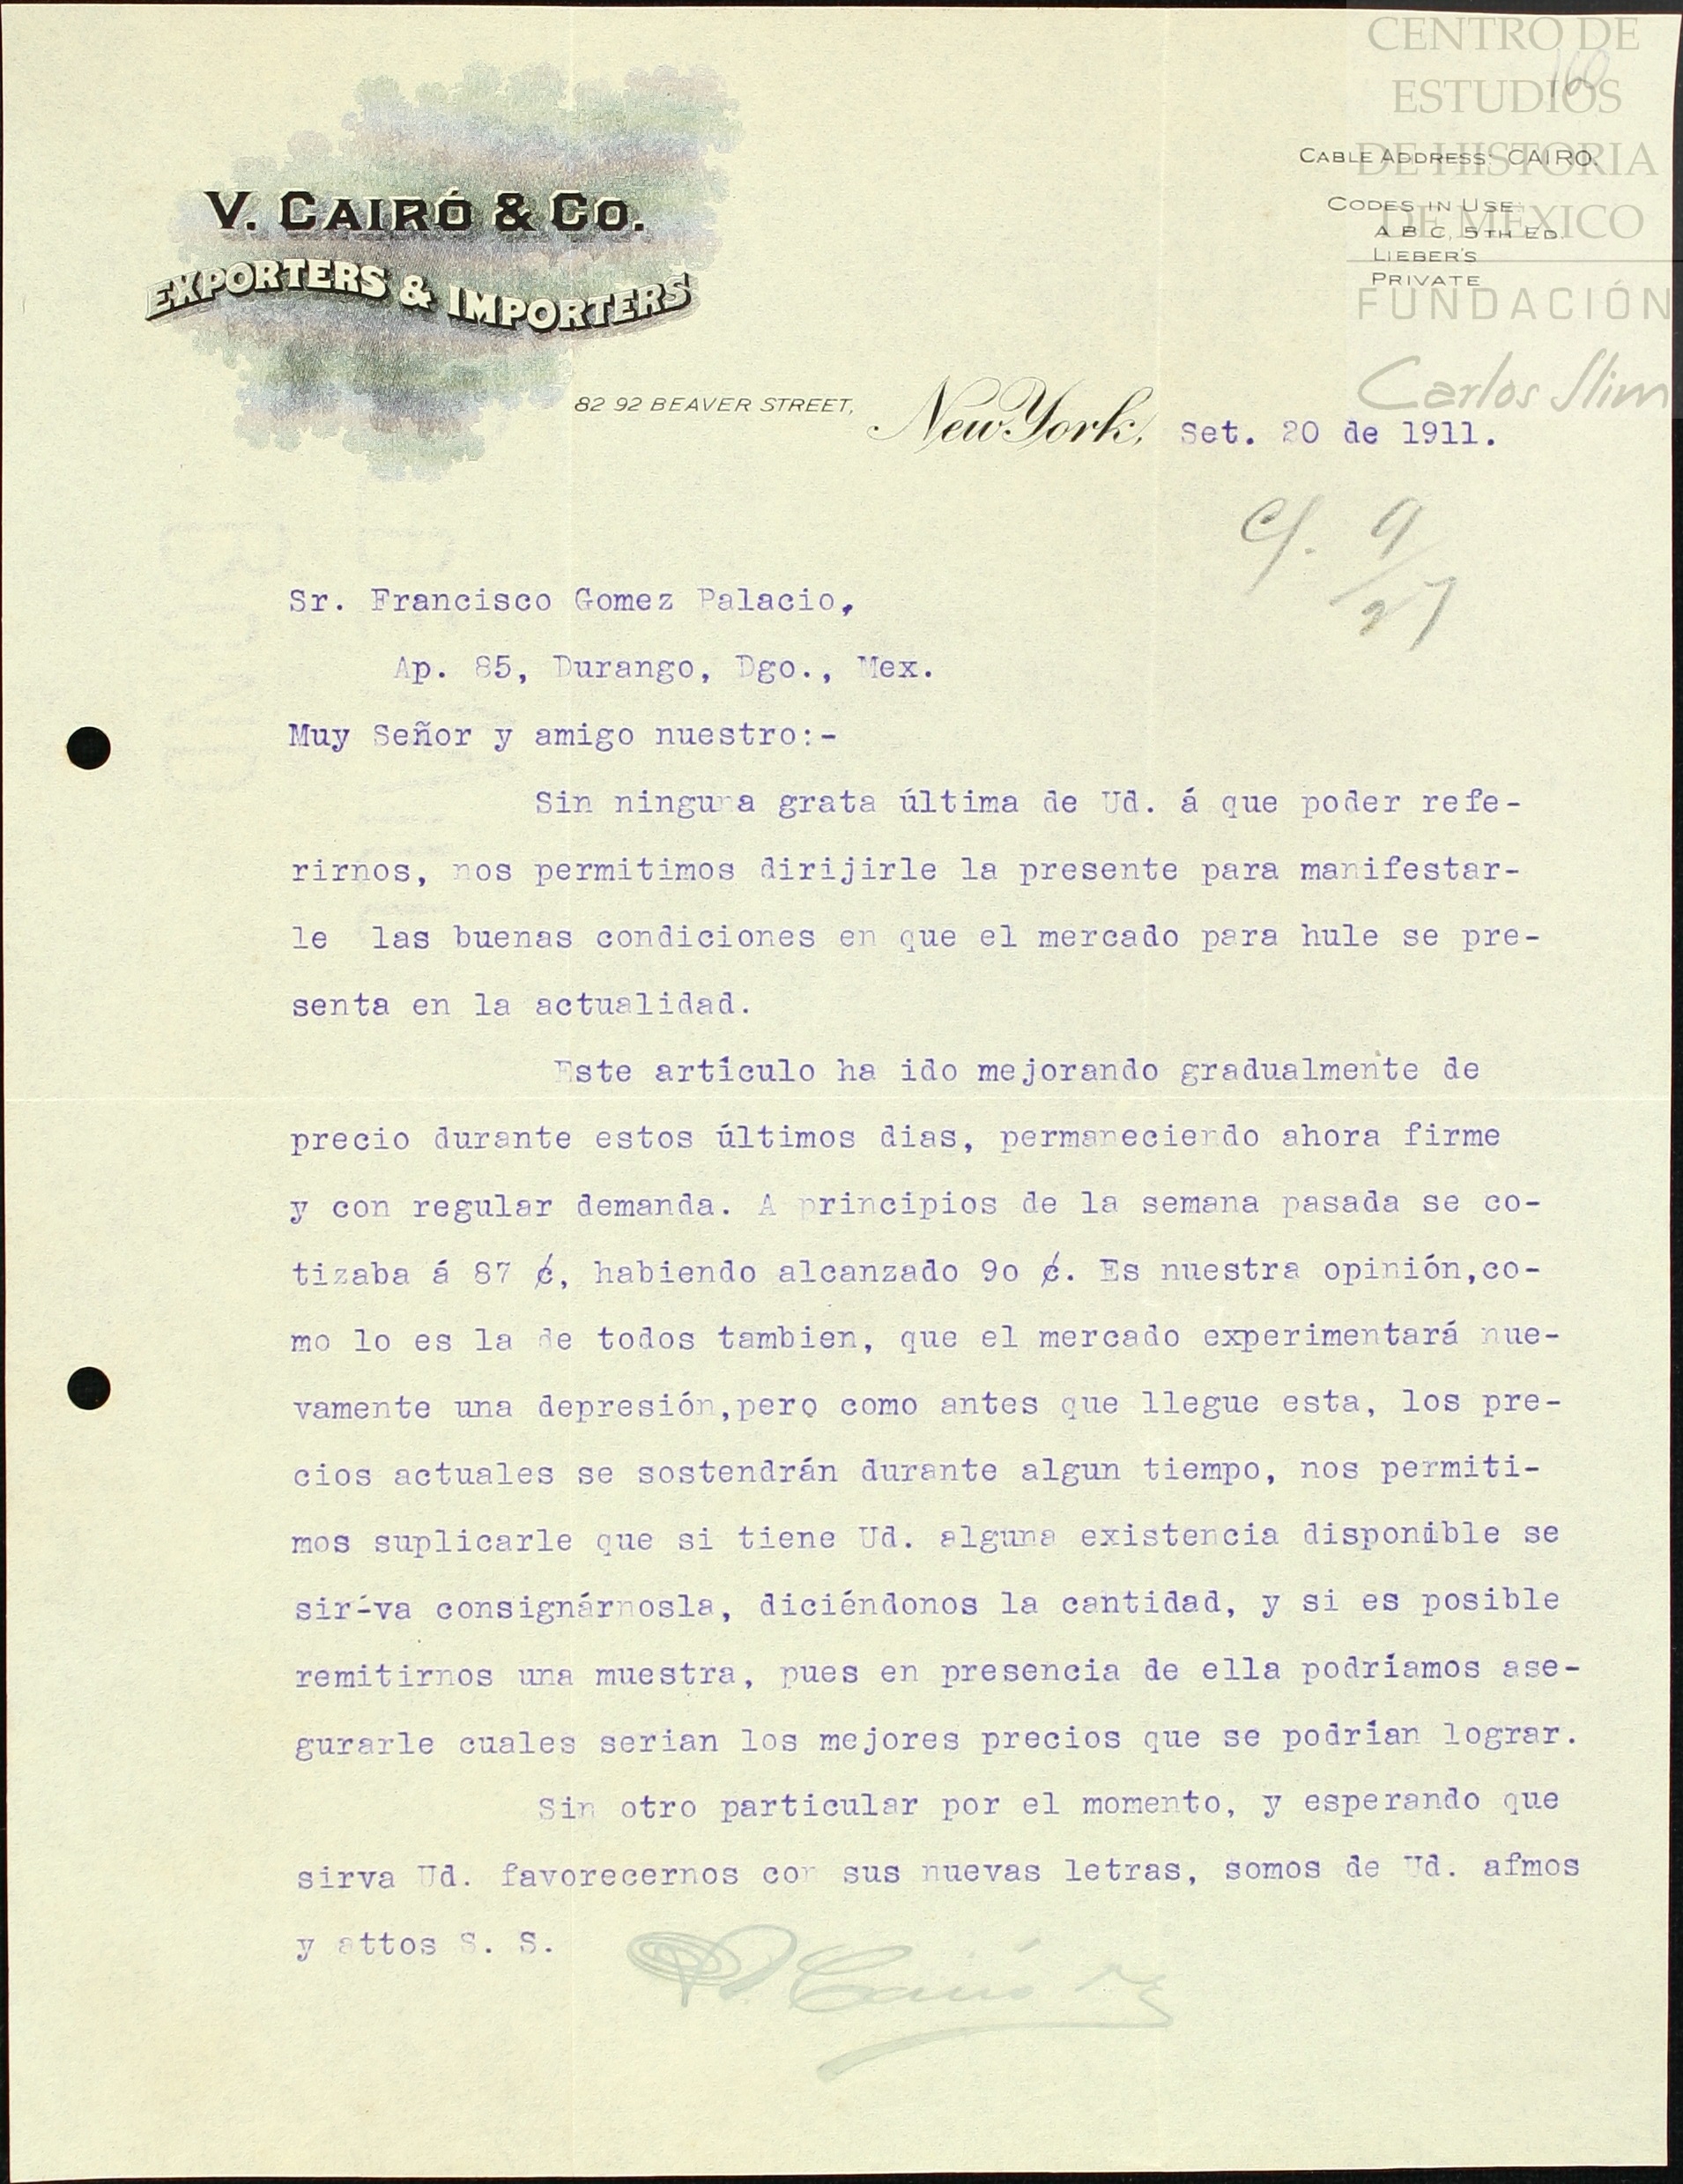 CENTRO DE
ESTUDIOS
DE HISTORIA
DE MÉXICO
FUNDACIÓN
Carlos Slim
160
V. CAIRÓ & CO.
EXPORTERS & IMPORTERS
CABLE ADDRESS: CAIRO.
CODES IN USE:
A B C, 5TH ED.
LIEBER'S
PRIVATE
82 92 BEAVER STREET, New York, Set. 20 de 1911.
c/. 9/27
Sr. Francisco Gomez Palacio,
Ap. 85, Durango, Dgo., Mex.
Muy Señor y amigo nuestro:-
Sin ninguna grata última de Ud. á que poder refe-
rirnos, nos permitimos dirijirle la presente para manifestar-
le las buenas condiciones en que el mercado para hule se pre-
senta en la actualidad.
Este artículo ha ido mejorando gradualmente de
precio durante estos últimos dias, permaneciendo ahora firme
y con regular demanda. A principios de la semana pasada se co-
tizaba á 87 ¢, habiendo alcanzado 90 ¢. Es nuestra opinión,co-
mo lo es la de todos tambien, que el mercado experimentará nue-
vamente una depresión,pero como antes que llegue esta, los pre-
cios actuales se sostendrán durante algun tiempo, nos permiti-
mos suplicarle que si tiene Ud. alguna existencia disponible se
sir-va consignárnosla, diciéndonos la cantidad, y si es posible
remitirnos una muestra, pues en presencia de ella podríamos ase-
gurarle cuales serian los mejores precios que se podrían lograr.
Sin otro particular por el momento, y esperando que
sirva Ud. favorecernos con sus nuevas letras, somos de Ud. afmos
y attos S. S.
V. Cairó